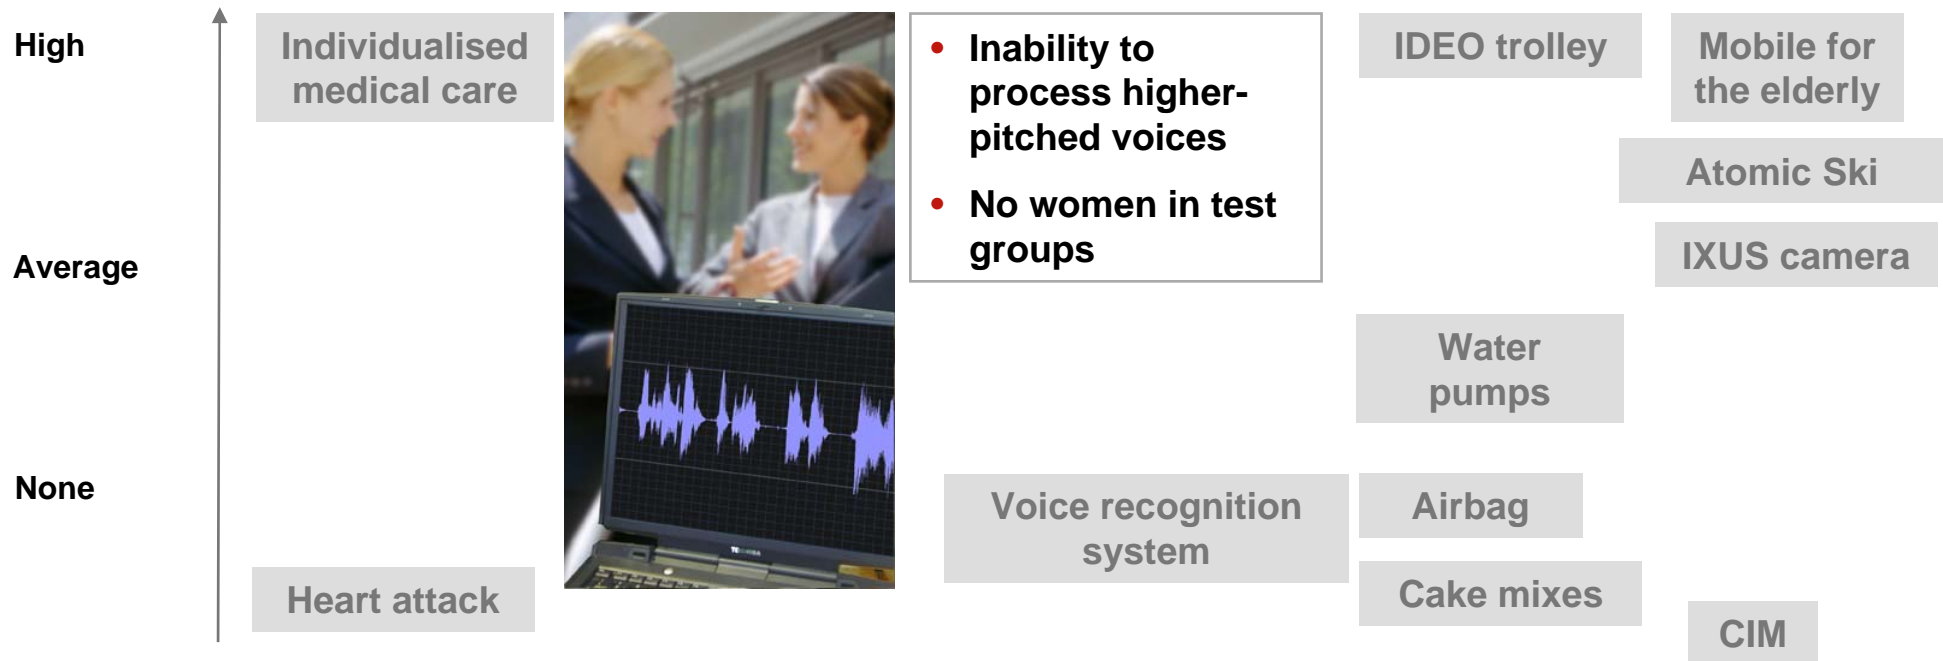 High
Average
None
Individualised
medical care
Heart attack
• Inability to
process higher-
pitched voices
• No women in test
groups
Voice recognition
system
IDEO trolley
Mobile for
the elderly
Atomic Ski
IXUS camera
Water
pumps
Airbag
Cake mixes
CIM